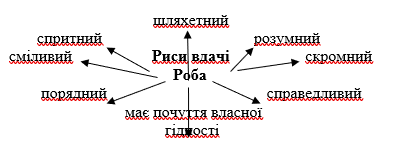 шляхетний
спритний
розумний
Риси вдачі
сміливий
скромний
Роба
порядний
справедливий
має почуття власної
гідності